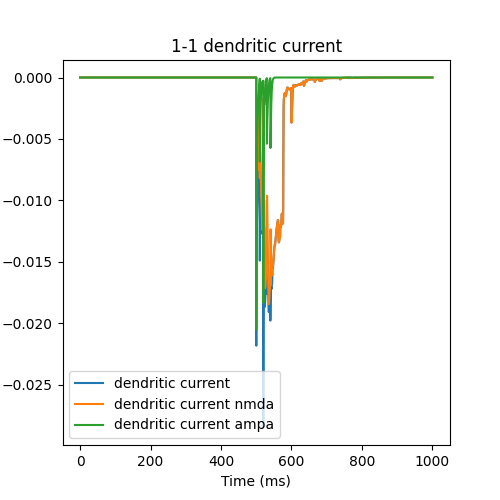 1-1 dendritic current
0.000
−0.005
−0.010
−0.015
−0.020
−0.025
dendritic current
dendritic current nmda
dendritic current ampa
0 200 400 600 800 1000
Time (ms)